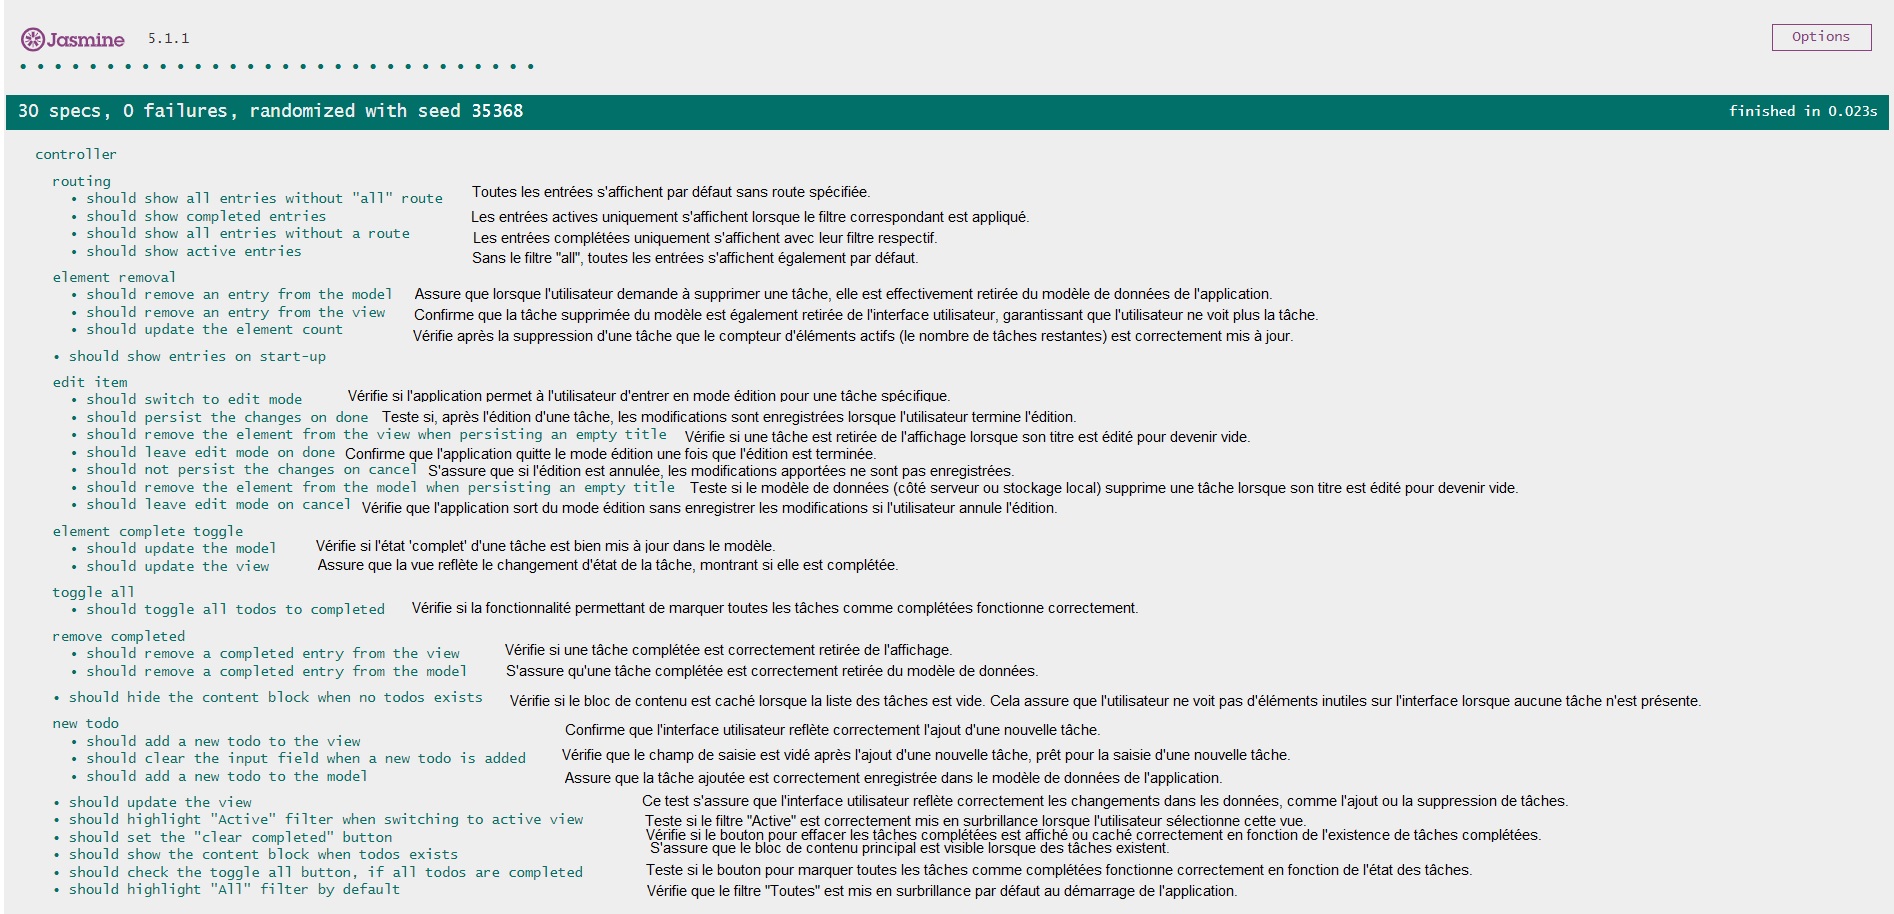 Jasmine 5.1.1 Options
30 specs, 0 failures, randomized with seed 35368 finished in 0.023s
controller
routing
• should show all entries without "all" route Toutes les entrées s'affichent par défaut sans route spécifiée.
• should show completed entries Les entrées actives uniquement s'affichent lorsque le filtre correspondant est appliqué.
• should show all entries without a route Les entrées complétées uniquement s'affichent avec leur filtre respectif.
• should show active entries Sans le filtre "all", toutes les entrées s'affichent également par défaut.
element removal
• should remove an entry from the model Assure que lorsque l'utilisateur demande à supprimer une tâche, elle est effectivement retirée du modèle de données de l'application.
• should remove an entry from the view Confirme que la tâche supprimée du modèle est également retirée de l'interface utilisateur, garantissant que l'utilisateur ne voit plus la tâche.
• should update the element count Vérifie après la suppression d'une tâche que le compteur d'éléments actifs (le nombre de tâches restantes) est correctement mis à jour.
• should show entries on start-up
edit item
• should switch to edit mode Vérifie si l'application permet à l'utilisateur d'entrer en mode édition pour une tâche spécifique.
• should persist the changes on done Teste si, après l'édition d'une tâche, les modifications sont enregistrées lorsque l'utilisateur termine l'édition.
• should remove the element from the view when persisting an empty title Vérifie si une tâche est retirée de l'affichage lorsque son titre est édité pour devenir vide.
• should leave edit mode on done Confirme que l'application quitte le mode édition une fois que l'édition est terminée.
• should not persist the changes on cancel S'assure que si l'édition est annulée, les modifications apportées ne sont pas enregistrées.
• should remove the element from the model when persisting an empty title Teste si le modèle de données (côté serveur ou stockage local) supprime une tâche lorsque son titre est édité pour devenir vide.
• should leave edit mode on cancel Vérifie que l'application sort du mode édition sans enregistrer les modifications si l'utilisateur annule l'édition.
element complete toggle
• should update the model Vérifie si l'état 'complet' d'une tâche est bien mis à jour dans le modèle.
• should update the view Assure que la vue reflète le changement d'état de la tâche, montrant si elle est complétée.
toggle all
• should toggle all todos to completed Vérifie si la fonctionnalité permettant de marquer toutes les tâches comme complétées fonctionne correctement.
remove completed
• should remove a completed entry from the view Vérifie si une tâche complétée est correctement retirée de l'affichage.
• should remove a completed entry from the model S'assure qu'une tâche complétée est correctement retirée du modèle de données.
• should hide the content block when no todos exists Vérifie si le bloc de contenu est caché lorsque la liste des tâches est vide. Cela assure que l'utilisateur ne voit pas d'éléments inutiles sur l'interface lorsque aucune tâche n'est présente.
new todo
• should add a new todo to the view Confirme que l'interface utilisateur reflète correctement l'ajout d'une nouvelle tâche.
• should clear the input field when a new todo is added Vérifie que le champ de saisie est vidé après l'ajout d'une nouvelle tâche, prêt pour la saisie d'une nouvelle tâche.
• should add a new todo to the model Assure que la tâche ajoutée est correctement enregistrée dans le modèle de données de l'application.
• should update the view Ce test s'assure que l'interface utilisateur reflète correctement les changements dans les données, comme l'ajout ou la suppression de tâches.
• should highlight "Active" filter when switching to active view Teste si le filtre "Active" est correctement mis en surbrillance lorsque l'utilisateur sélectionne cette vue.
• should set the "clear completed" button Vérifie si le bouton pour effacer les tâches complétées est affiché ou caché correctement en fonction de l'existence de tâches complétées.
• should show the content block when todos exists S'assure que le bloc de contenu principal est visible lorsque des tâches existent.
• should check the toggle all button, if all todos are completed Teste si le bouton pour marquer toutes les tâches comme complétées fonctionne correctement en fonction de l'état des tâches.
• should highlight "All" filter by default Vérifie que le filtre "Toutes" est mis en surbrillance par défaut au démarrage de l'application.